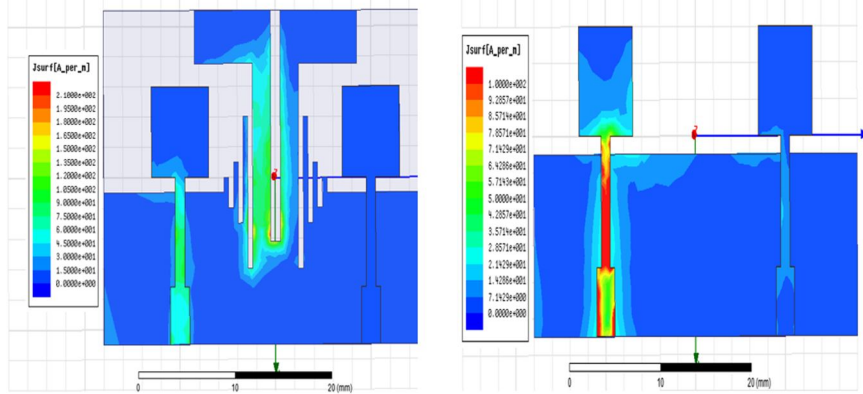 Jsurf[A_per_m]
2.1000e+002
1.9500e+002
1.8000e+002
1.6500e+002
1.5000e+002
1.3500e+002
1.2000e+002
1.0500e+002
9.0000e+001
7.5000e+001
6.0000e+001
4.5000e+001
3.0000e+001
1.5000e+001
0.0000e+000
0
10
20 (mm)
Jsurf[A_per_m]
1.0000e+002
9.2857e+001
8.5714e+001
7.8571e+001
7.1429e+001
6.4286e+001
5.7143e+001
5.0000e+001
4.2857e+001
3.5714e+001
2.8571e+001
2.1429e+001
1.4286e+001
7.1429e+000
0.0000e+000
0
10
20 (mm)